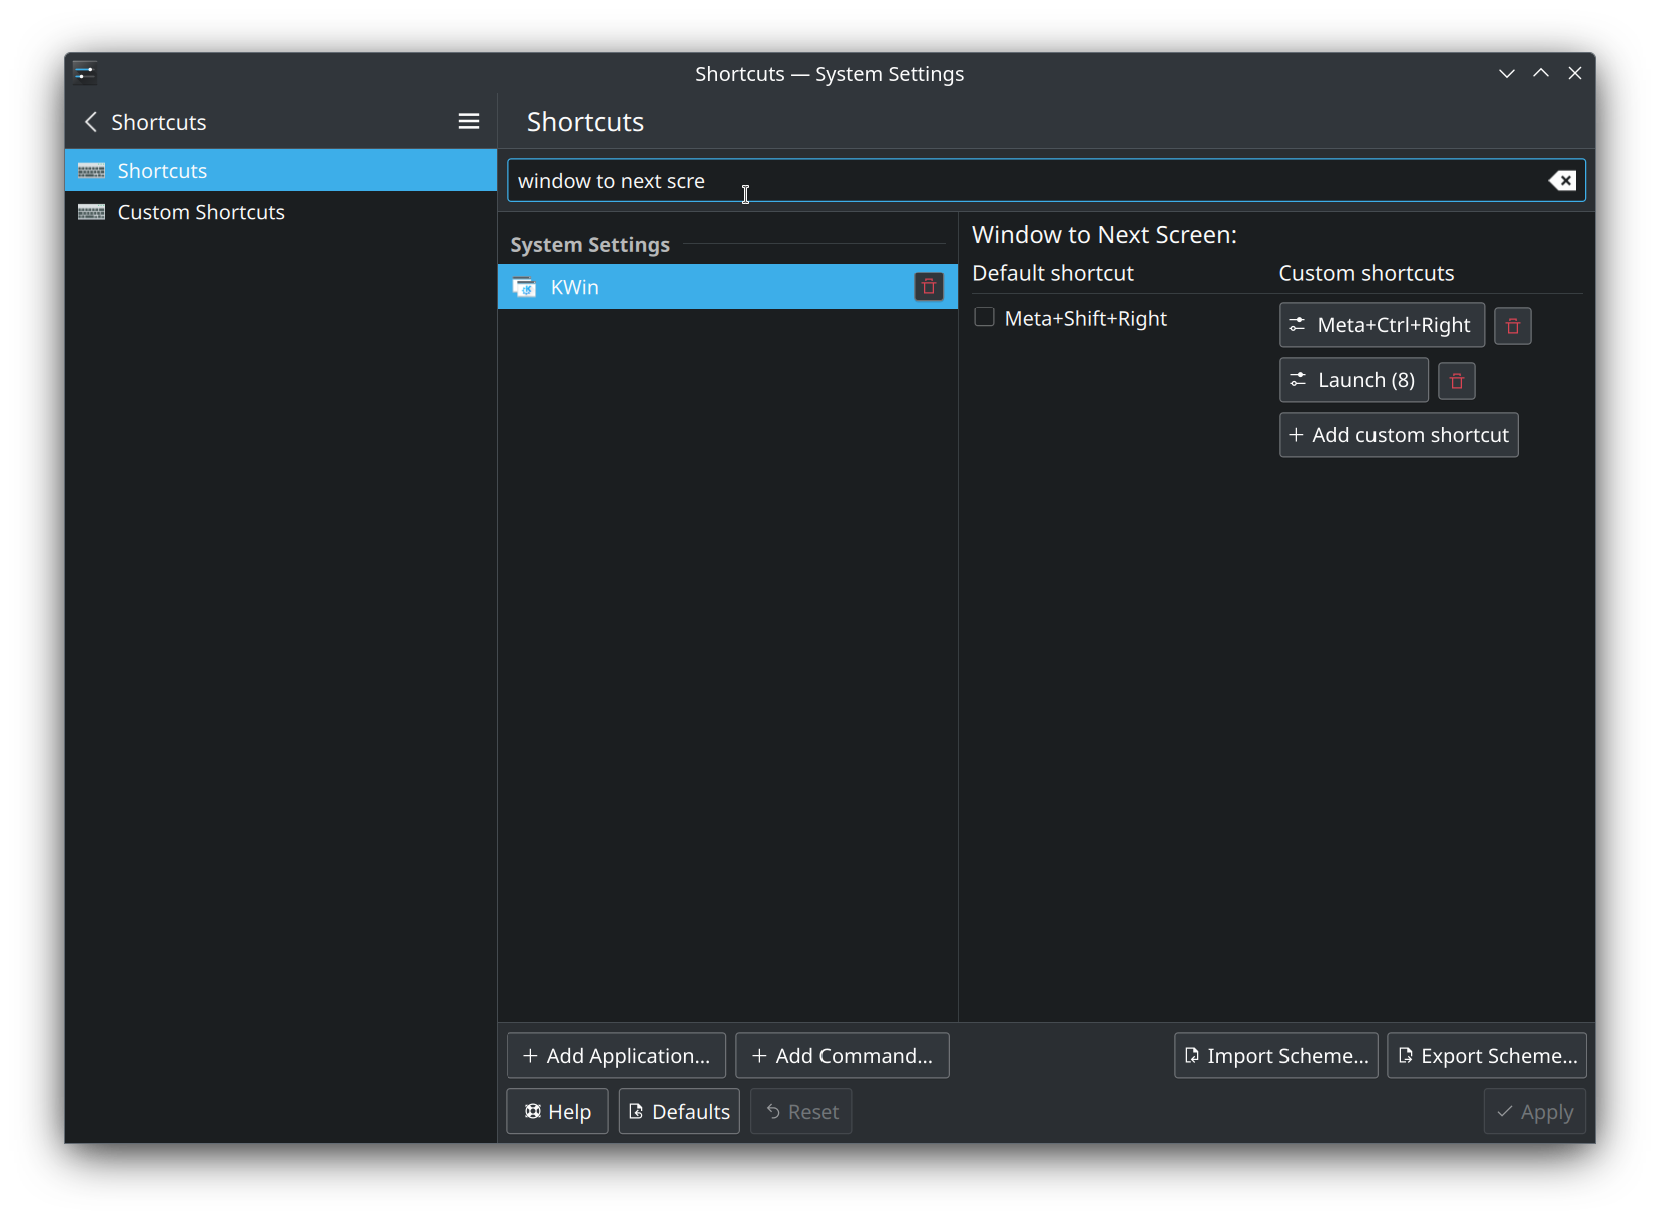 Shortcuts — System Settings
Shortcuts
Shortcuts
Shortcuts
Custom Shortcuts
window to next scre
System Settings
KWin
Window to Next Screen:
Default shortcut
Custom shortcuts
Meta+Shift+Right
Meta+Ctrl+Right
Launch (8)
Add custom shortcut
Add Application...
Add Command...
Import Scheme...
Export Scheme...
Help
Defaults
Reset
Apply